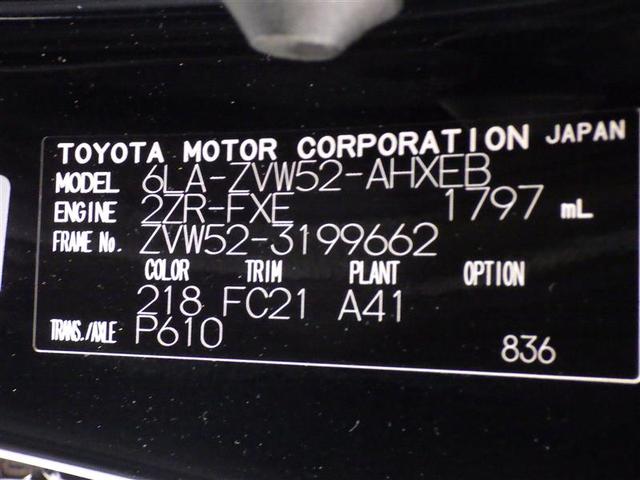 TOYOTA MOTOR CORPORATION JAPAN
MODEL 6LA-ZVW52-AHXEB
ENGINE 2ZR-FXE 1797 mL
FRAME No. ZVW52-3199662
COLOR TRIM PLANT OPTION
218 FC21 A41
TRANS./AXLE P610
836